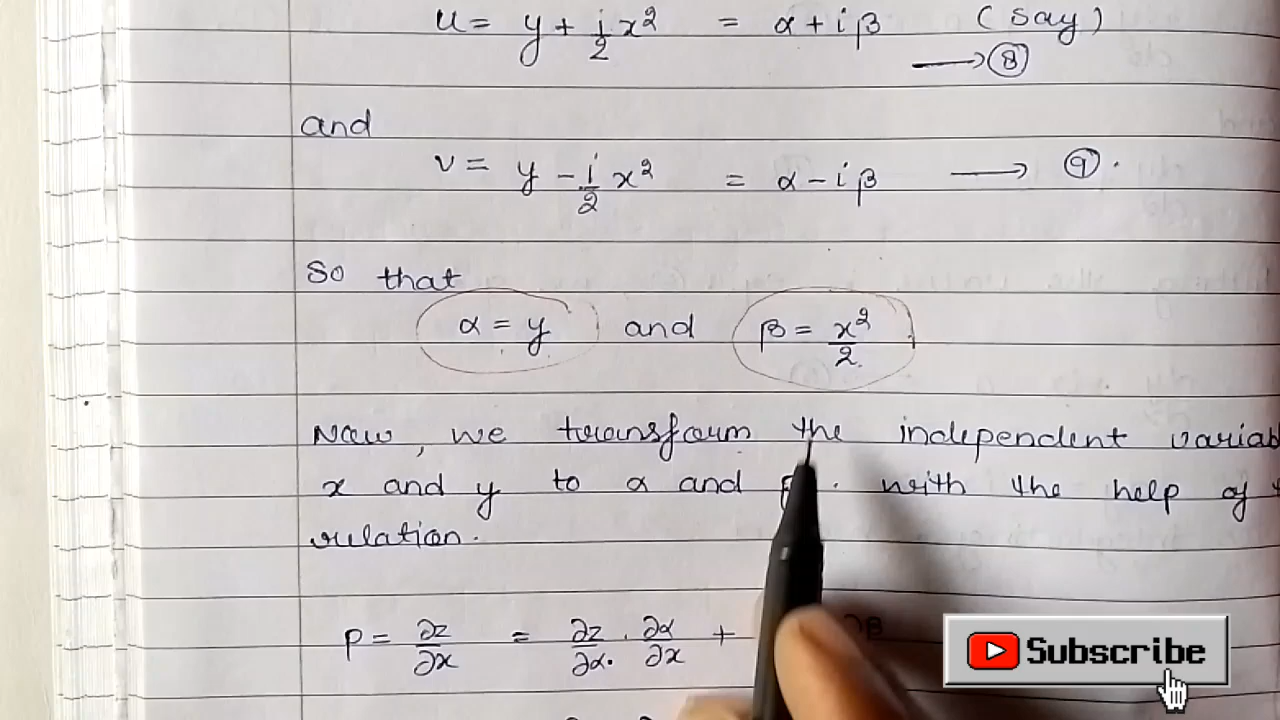 u = y + i/2 x² = α + iβ (say)
→ ⑧
and
v = y - i/2 x² = α - iβ → ⑨.
so that
α = y and β = x²/2.
Now, we transform the independent
x and y to α and . with the help of
relation.
P = ∂z/∂x = ∂z/∂α . ∂α/∂x + ∂β
Subscribe